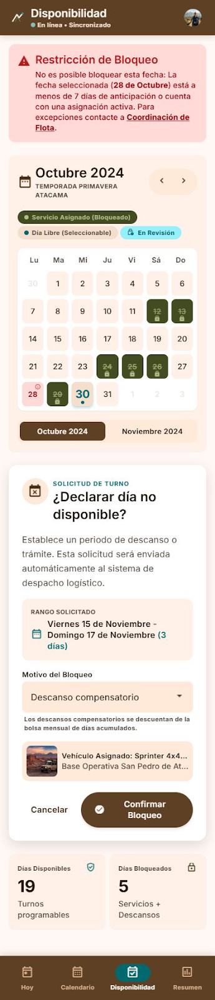 Disponibilidad
En línea • Sincronizado
Restricción de Bloqueo
No es posible bloquear esta fecha: La
fecha seleccionada (28 de Octubre) está a
menos de 7 días de anticipación o cuenta
con una asignación activa. Para
excepciones contacte a Coordinación de
Flota.
Octubre 2024
TEMPORADA PRIMAVERA
ATACAMA
Servicio Asignado (Bloqueado)
Día Libre (Seleccionable)
En Revisión
Lu Ma Mi Ju Vi Sá Do
30 1 2 3 4 5 6
7 8 9 10 11 12 13
14 15 16 17 18 19 20
21 22 23 24 25 26 27
28 29 30 31 1 2 3
Octubre 2024 Noviembre 2024
SOLICITUD DE TURNO
¿Declarar día no
disponible?
Establece un periodo de descanso o
trámite. Esta solicitud será enviada
automáticamente al sistema de
despacho logístico.
RANGO SOLICITADO
Viernes 15 de Noviembre -
Domingo 17 de Noviembre (3
días)
Motivo del Bloqueo
Descanso compensatorio
Los descansos compensatorios se descuentan de la
bolsa mensual de días acumulados.
Vehículo Asignado: Sprinter 4x4...
Base Operativa San Pedro de At...
Cancelar
Confirmar
Bloqueo
Días Disponibles
19
Turnos
programables
Días Bloqueados
5
Servicios +
Descansos
Hoy Calendario Disponibilidad Resumen